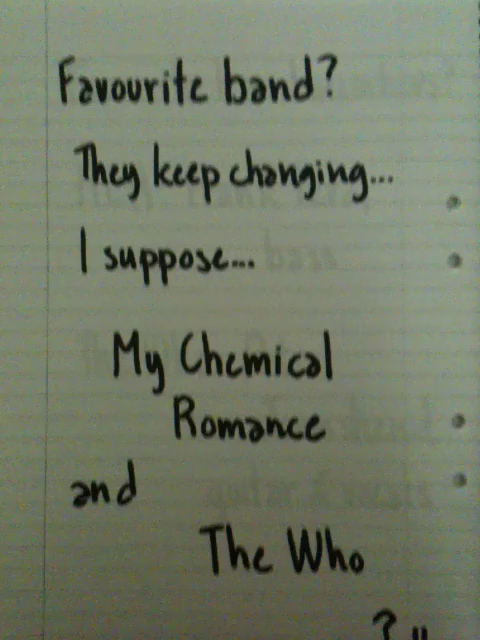 Favourite band?
They keep changing...
I suppose...
My Chemical
Romance
and
The Who
?